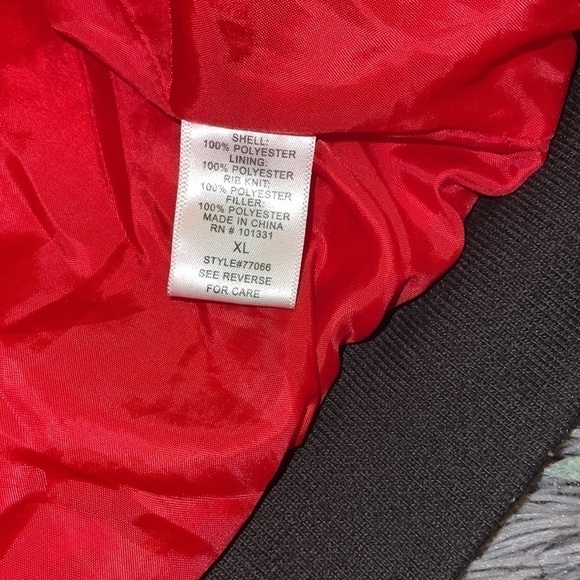 SHELL:
100% POLYESTER
LINING:
100% POLYESTER
RIB KNIT:
100% POLYESTER
FILLER:
100% POLYESTER
MADE IN CHINA
RN # 101331
XL
STYLE#77066
SEE REVERSE
FOR CARE